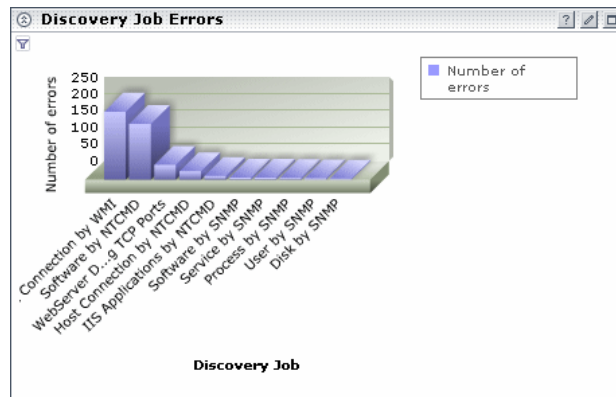 Discovery Job Errors
?
250
200
150
100
50
0
Number of errors
Number of
errors
Connection by WMI
Software by NTCMD
WebServer D...g TCP Ports
Host Connection by NTCMD
IIS Applications by NTCMD
Software by SNMP
Service by SNMP
Process by SNMP
User by SNMP
Disk by SNMP
Discovery Job